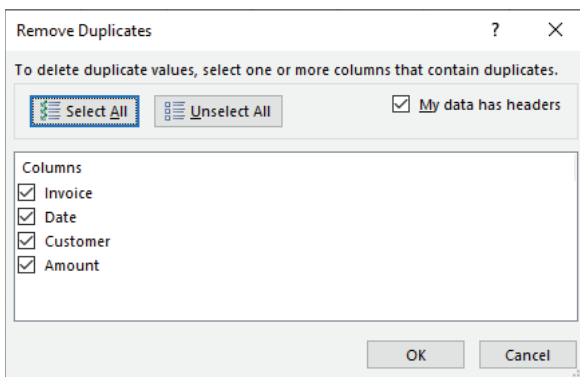 Remove Duplicates
To delete duplicate values, select one or more columns that contain duplicates.
Select All Unselect All My data has headers
Columns
Invoice
Date
Customer
Amount
OK Cancel